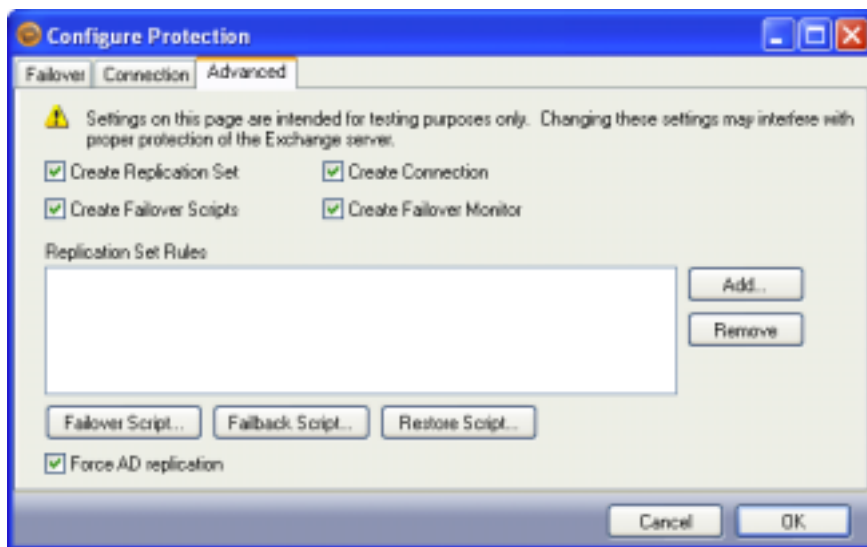 Configure Protection
Failover Connection Advanced
Settings on this page are intended for testing purposes only. Changing these settings may interfere with
proper protection of the Exchange server.
Create Replication Set Create Connection
Create Failover Scripts Create Failover Monitor
Replication Set Rules
Add...
Remove
Failover Script... Failback Script... Restore Script...
Force AD replication
Cancel OK